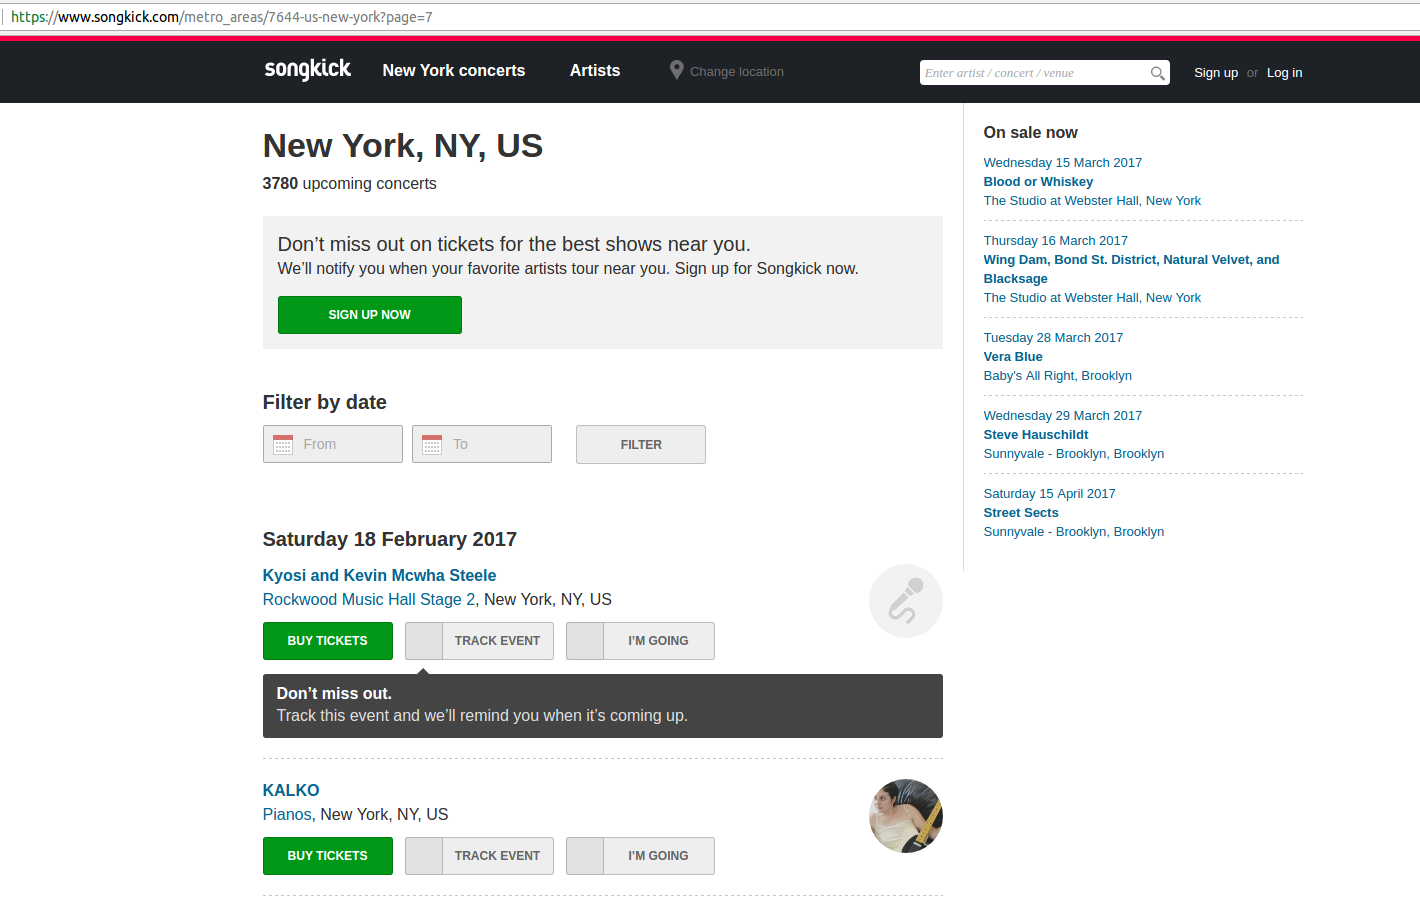 https://www.songkick.com/metro_areas/7644-us-new-york?page=7
songkick
New York concerts
Artists
Change location
Enter artist / concert / venue
Sign up or Log in
New York, NY, US
3780 upcoming concerts
Don’t miss out on tickets for the best shows near you.
We’ll notify you when your favorite artists tour near you. Sign up for Songkick now.
SIGN UP NOW
Filter by date
From
To
FILTER
Saturday 18 February 2017
Kyosi and Kevin Mcwha Steele
Rockwood Music Hall Stage 2, New York, NY, US
BUY TICKETS
TRACK EVENT
I’M GOING
Don’t miss out.
Track this event and we’ll remind you when it’s coming up.
KALKO
Pianos, New York, NY, US
BUY TICKETS
TRACK EVENT
I’M GOING
On sale now
Wednesday 15 March 2017
Blood or Whiskey
The Studio at Webster Hall, New York
Thursday 16 March 2017
Wing Dam, Bond St. District, Natural Velvet, and
Blacksage
The Studio at Webster Hall, New York
Tuesday 28 March 2017
Vera Blue
Baby's All Right, Brooklyn
Wednesday 29 March 2017
Steve Hauschildt
Sunnyvale - Brooklyn, Brooklyn
Saturday 15 April 2017
Street Sects
Sunnyvale - Brooklyn, Brooklyn